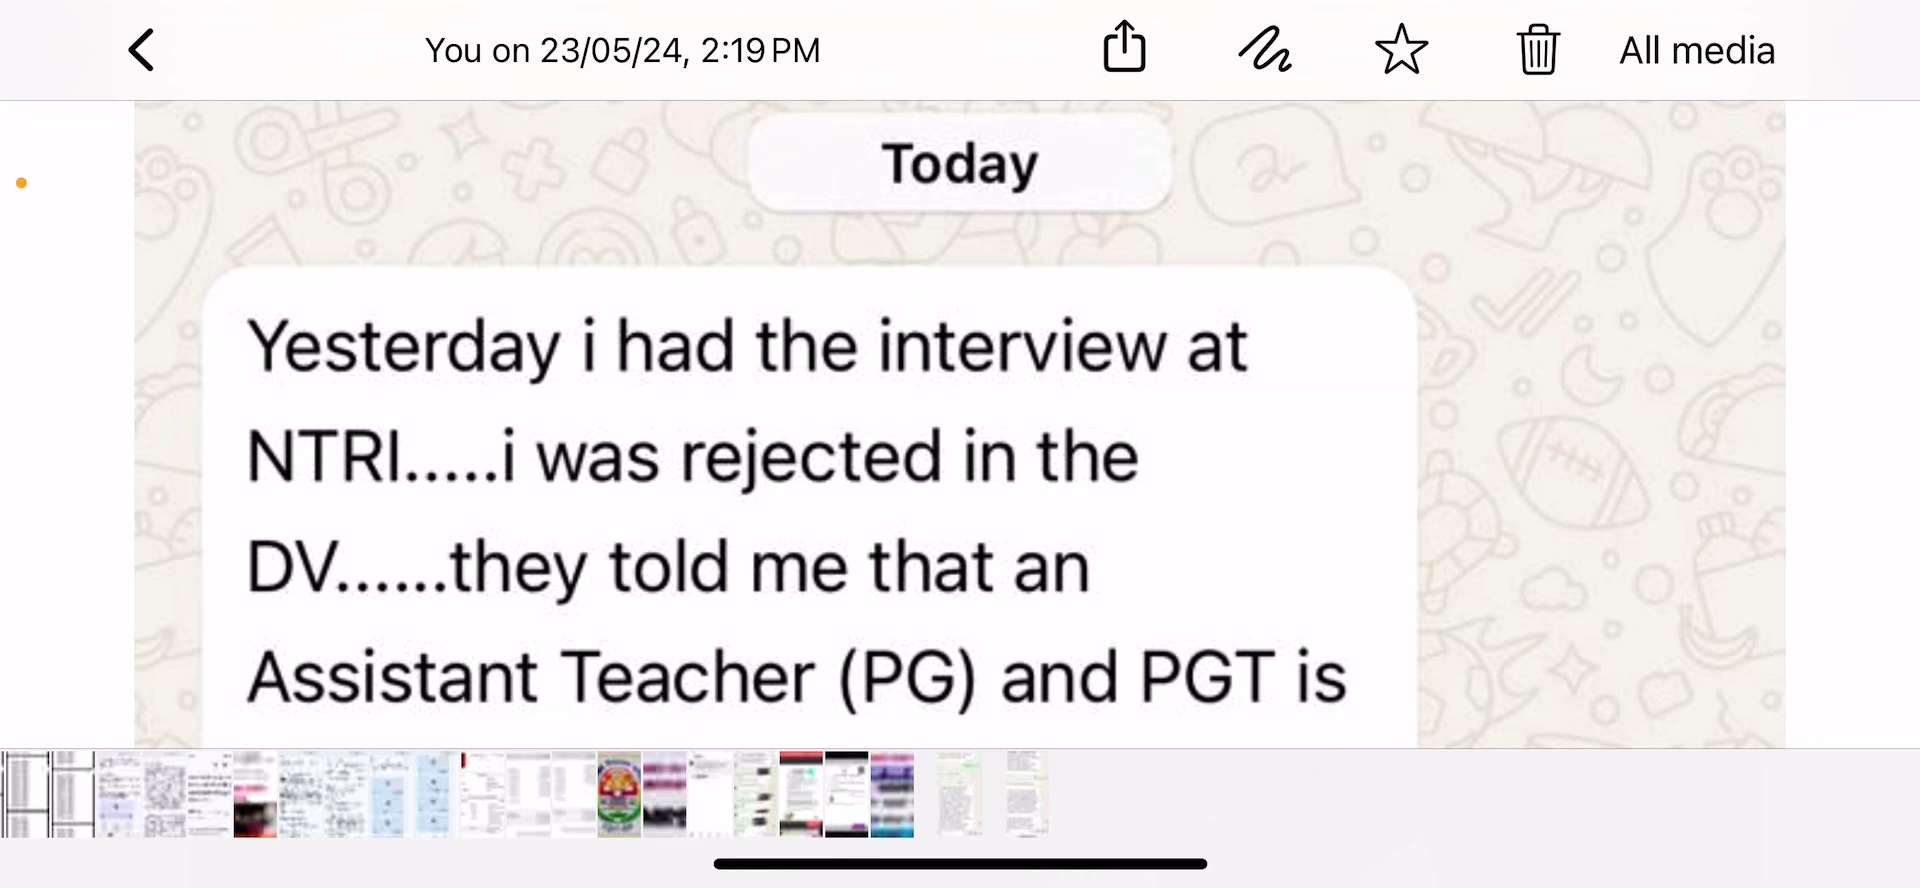 You on 23/05/24, 2:19 PM
All media
Today
Yesterday i had the interview at
NTRI.....i was rejected in the
DV......they told me that an
Assistant Teacher (PG) and PGT is